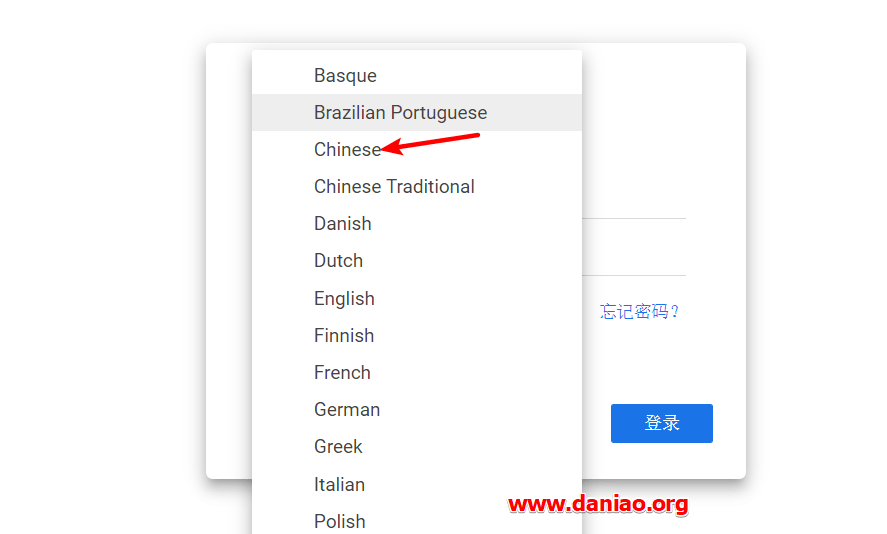 Basque
Brazilian Portuguese
Chinese
Chinese Traditional
Danish
Dutch
English
忘记密码?
Finnish
French
German
登录
Greek
Italian
www.daniao.org
Polish